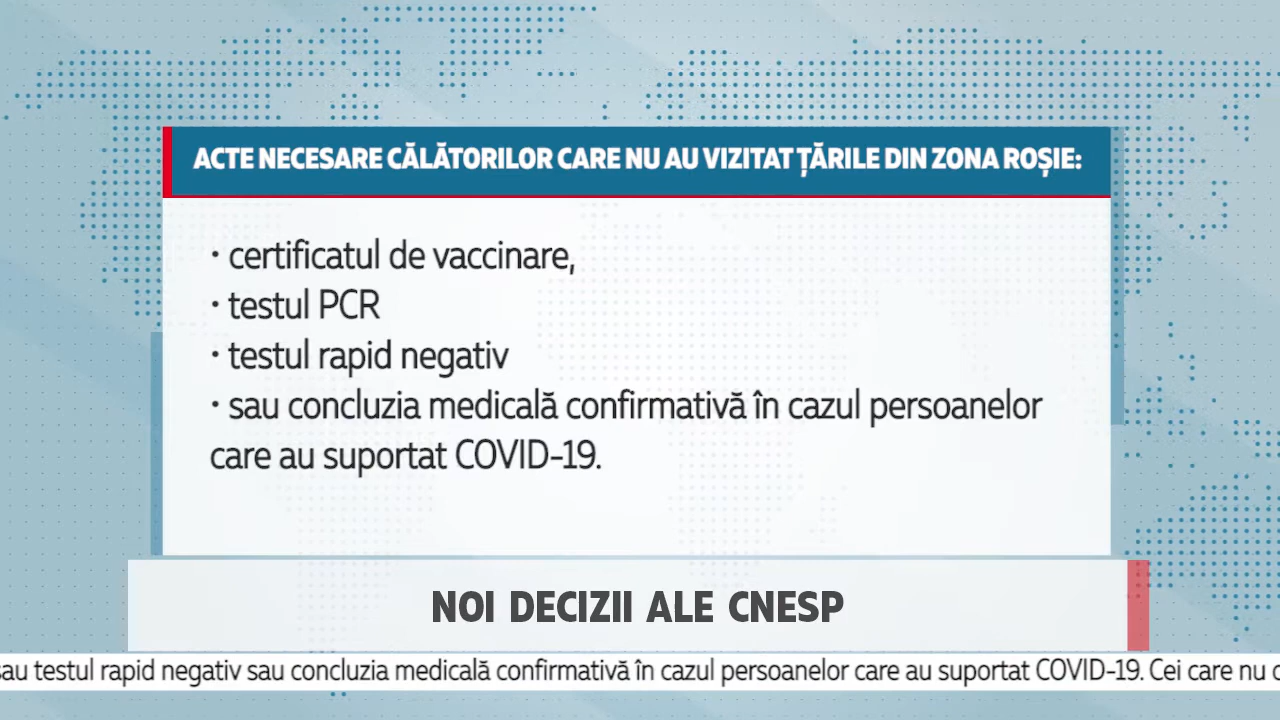 ACTE NECESARE CĂLĂTORILOR CARE NU AU VIZITAT ȚĂRILE DIN ZONA ROȘIE:
• certificatul de vaccinare,
• testul PCR
• testul rapid negativ
• sau concluzia medicală confirmativă în cazul persoanelor
care au suportat COVID-19.
NOI DECIZII ALE CNESP
sau testul rapid negativ sau concluzia medicală confirmativă în cazul persoanelor care au suportat COVID-19. Cei care nu